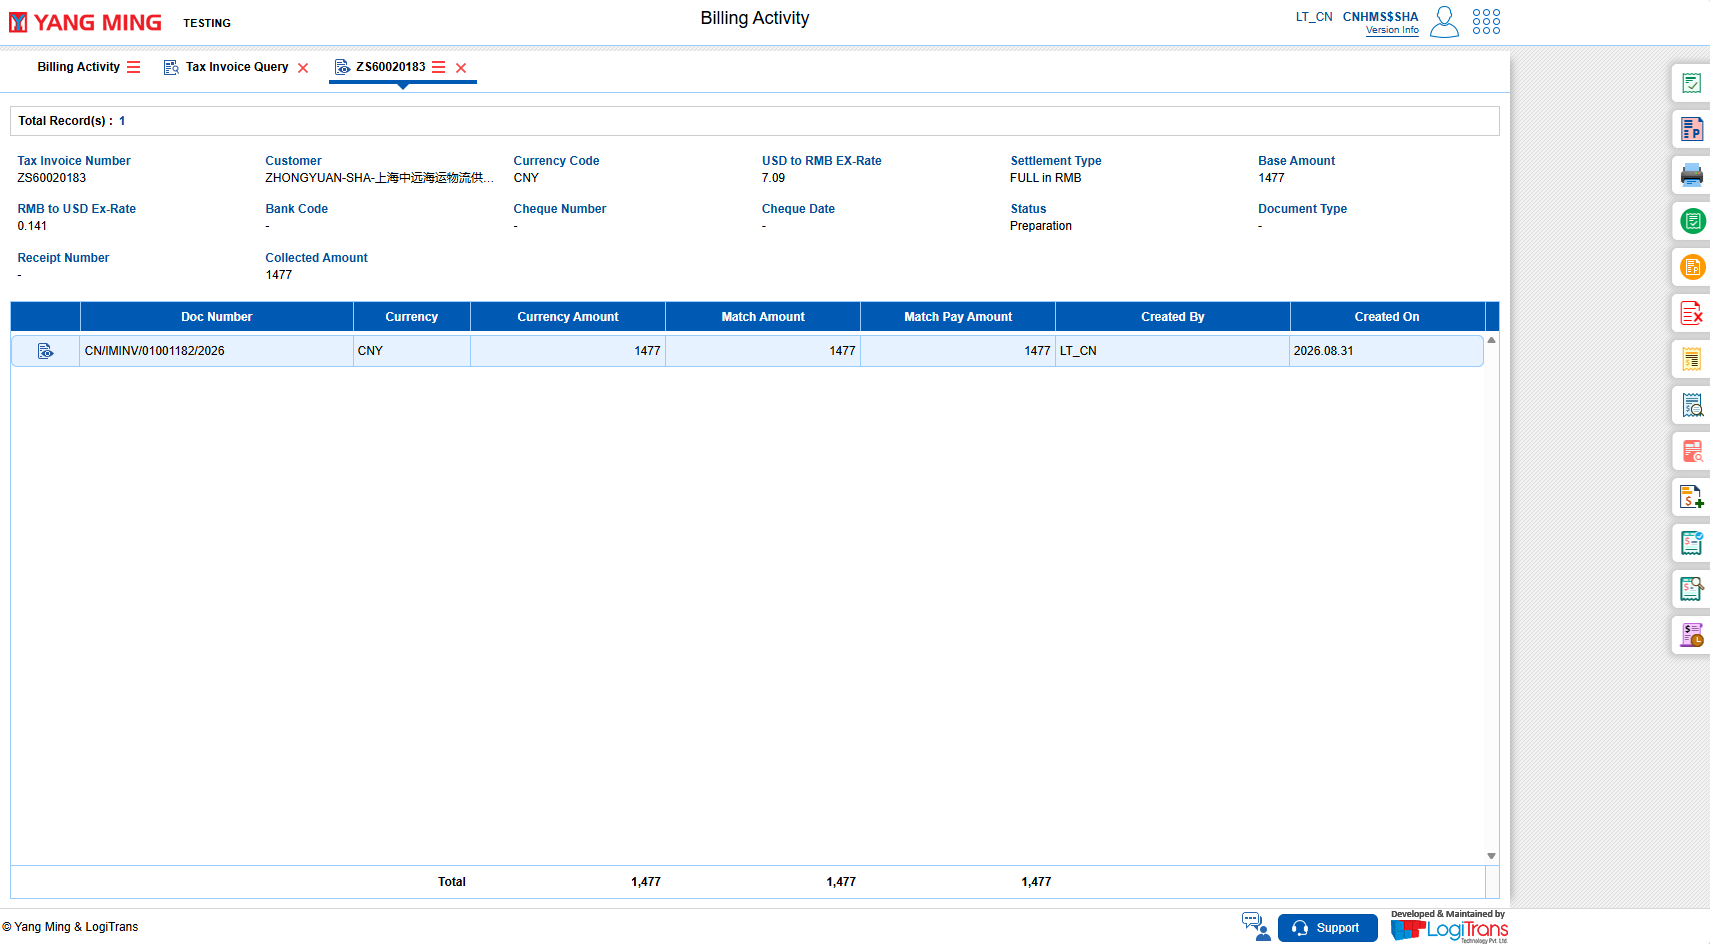 YANG MING TESTING
Billing Activity
LT_CN CNHMS$SHA
Version Info
Billing Activity Tax Invoice Query ZS60020183
Total Record(s) : 1
Tax Invoice Number Customer Currency Code USD to RMB EX-Rate Settlement Type Base Amount
ZS60020183 ZHONGYUAN-SHA-上海中远海运物流供... CNY 7.09 FULL in RMB 1477
RMB to USD Ex-Rate Bank Code Cheque Number Cheque Date Status Document Type
0.141 - - - Preparation -
Receipt Number Collected Amount
- 1477
Doc Number Currency Currency Amount Match Amount Match Pay Amount Created By Created On
CN/IMINV/01001182/2026 CNY 1477 1477 1477 LT_CN 2026.08.31
Total 1,477 1,477 1,477
© Yang Ming & LogiTrans
Support
Developed & Maintained by
LogiTrans
Technology Pvt. Ltd.